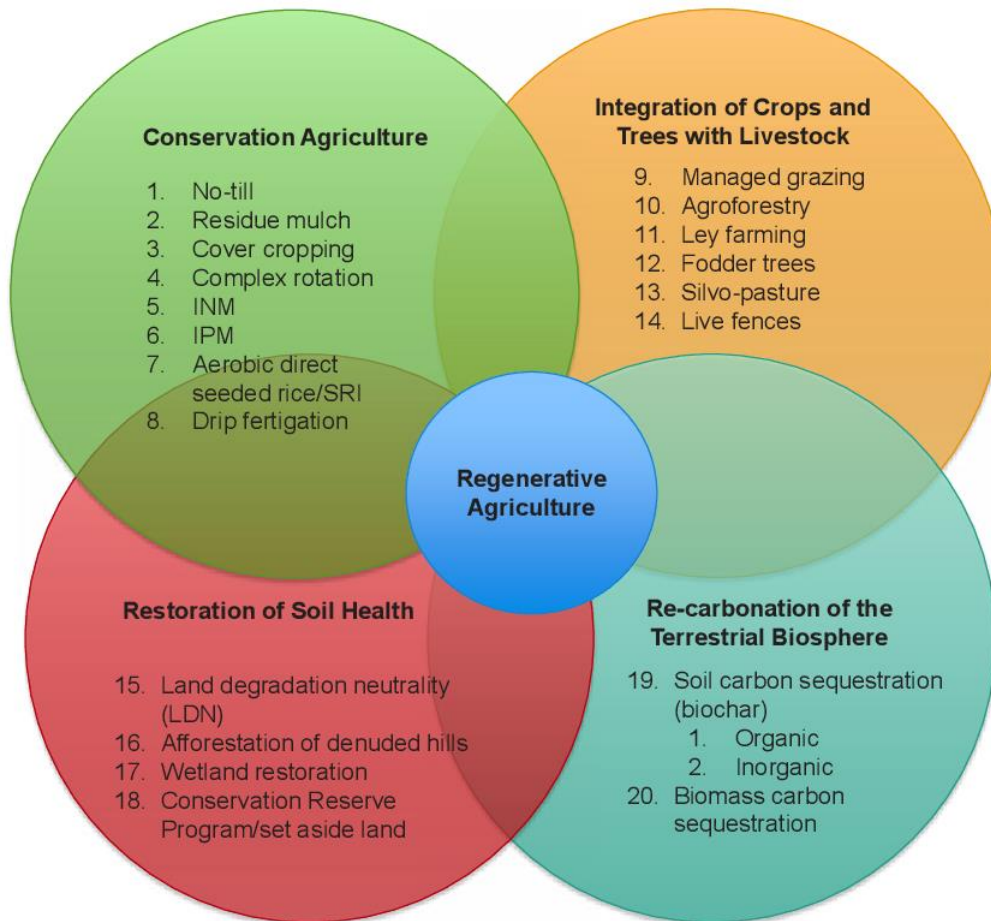 Conservation Agriculture
1. No-till
2. Residue mulch
3. Cover cropping
4. Complex rotation
5. INM
6. IPM
7. Aerobic direct
seeded rice/SRI
8. Drip fertigation
Integration of Crops and
Trees with Livestock
9. Managed grazing
10. Agroforestry
11. Ley farming
12. Fodder trees
13. Silvo-pasture
14. Live fences
Regenerative
Agriculture
Restoration of Soil Health
15. Land degradation neutrality
(LDN)
16. Afforestation of denuded hills
17. Wetland restoration
18. Conservation Reserve
Program/set aside land
Re-carbonation of the
Terrestrial Biosphere
19. Soil carbon sequestration
(biochar)
1. Organic
2. Inorganic
20. Biomass carbon
sequestration